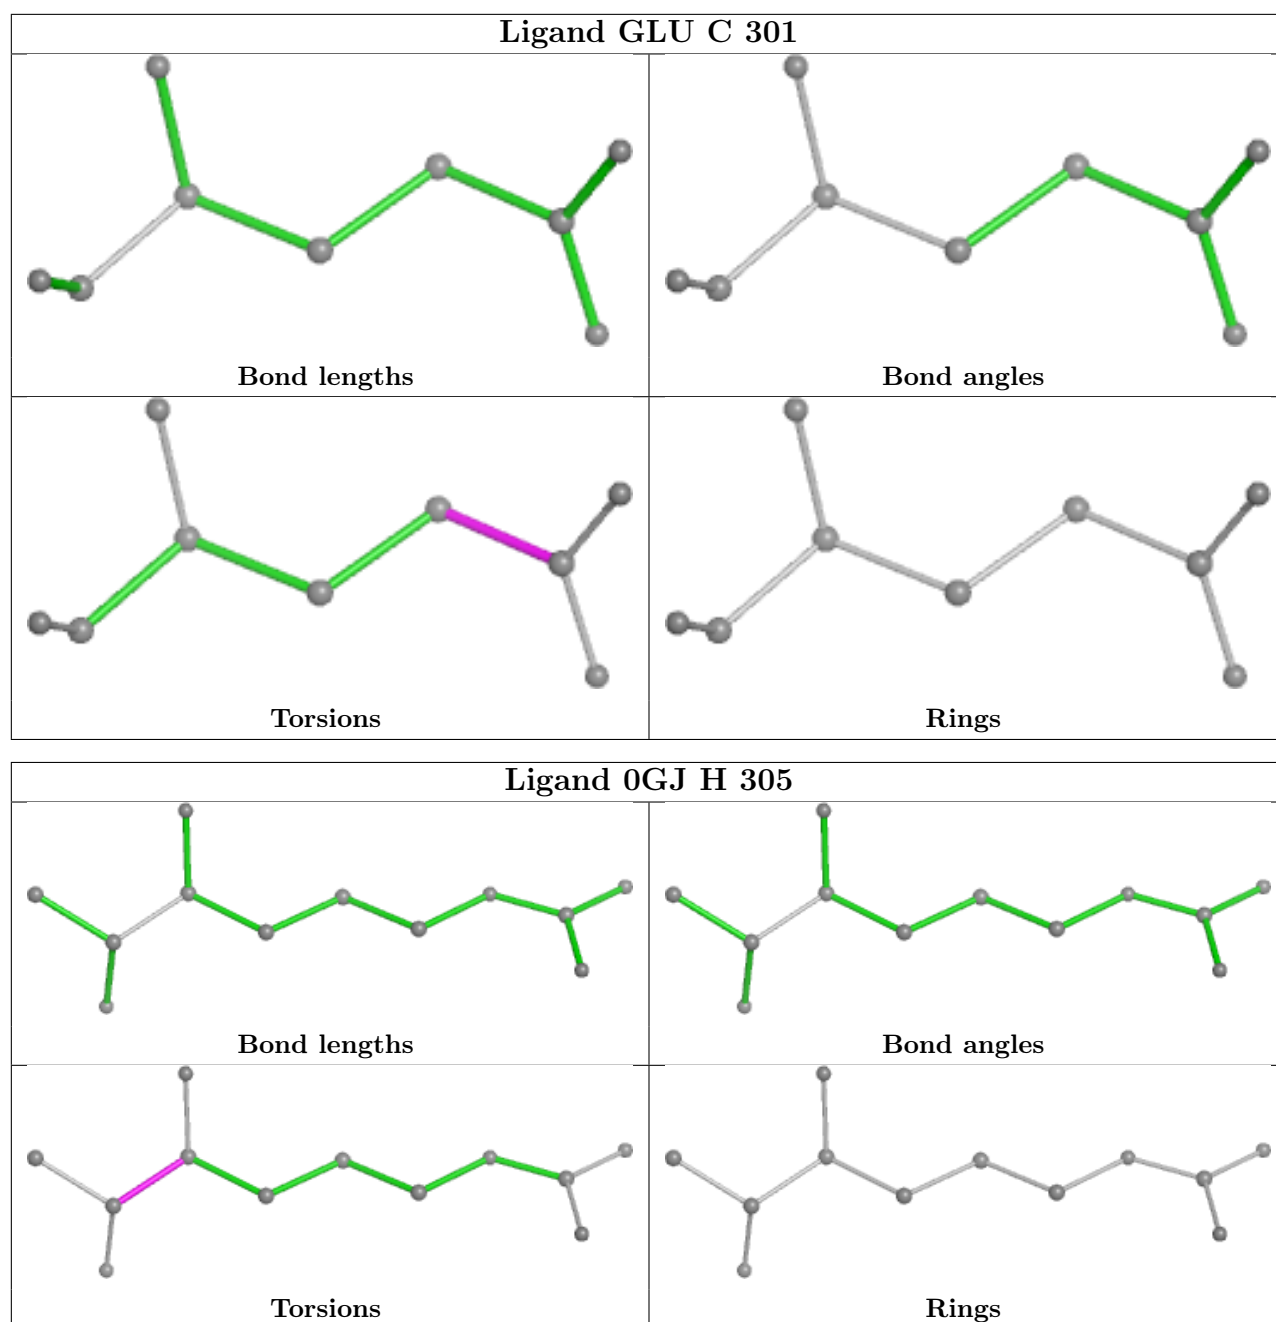 Ligand GLU C 301
Bond lengths
Bond angles
Torsions
Rings
Ligand 0GJ H 305
Bond lengths
Bond angles
Torsions
Rings